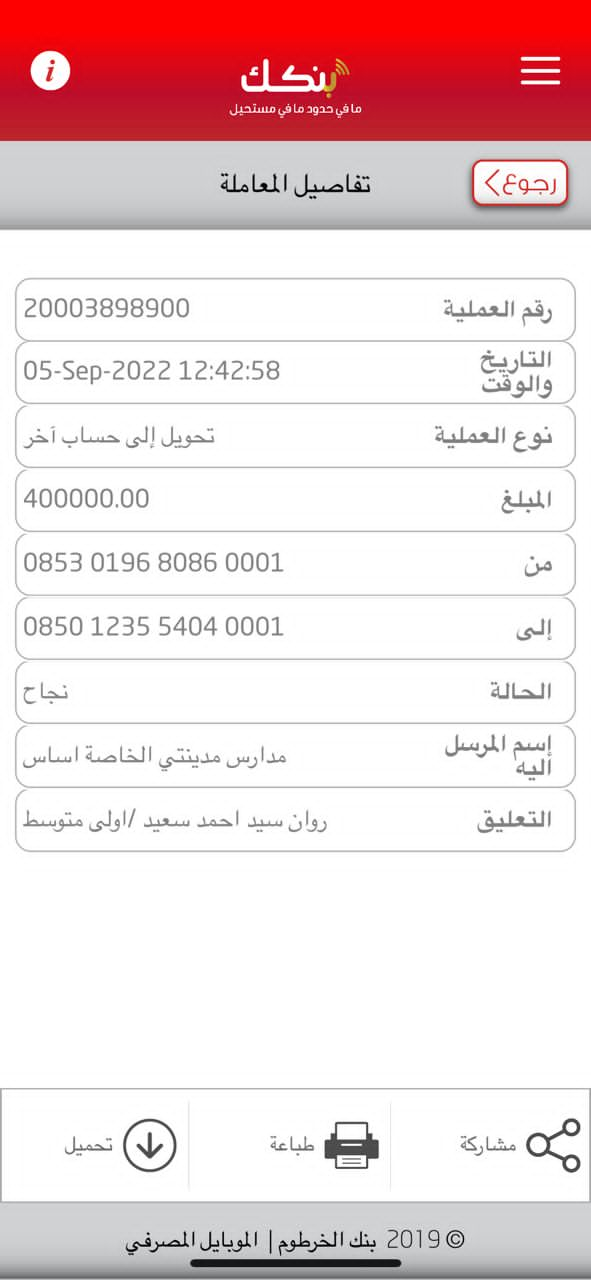 بنكك
ما في حدود ما في مستحيل
رجوع
تفاصيل المعاملة
رقم العملية 20003898900
التاريخ والوقت 05-Sep-2022 12:42:58
نوع العملية تحويل إلى حساب آخر
المبلغ 400000.00
من 0853 0196 8086 0001
إلى 0850 1235 5404 0001
الحالة نجاح
إسم المرسل اليه مدارس مدينتي الخاصة اساس
التعليق روان سيد احمد سعيد /اولى متوسط
مشاركة طباعة تحميل
© 2019 بنك الخرطوم | الموبايل المصرفي